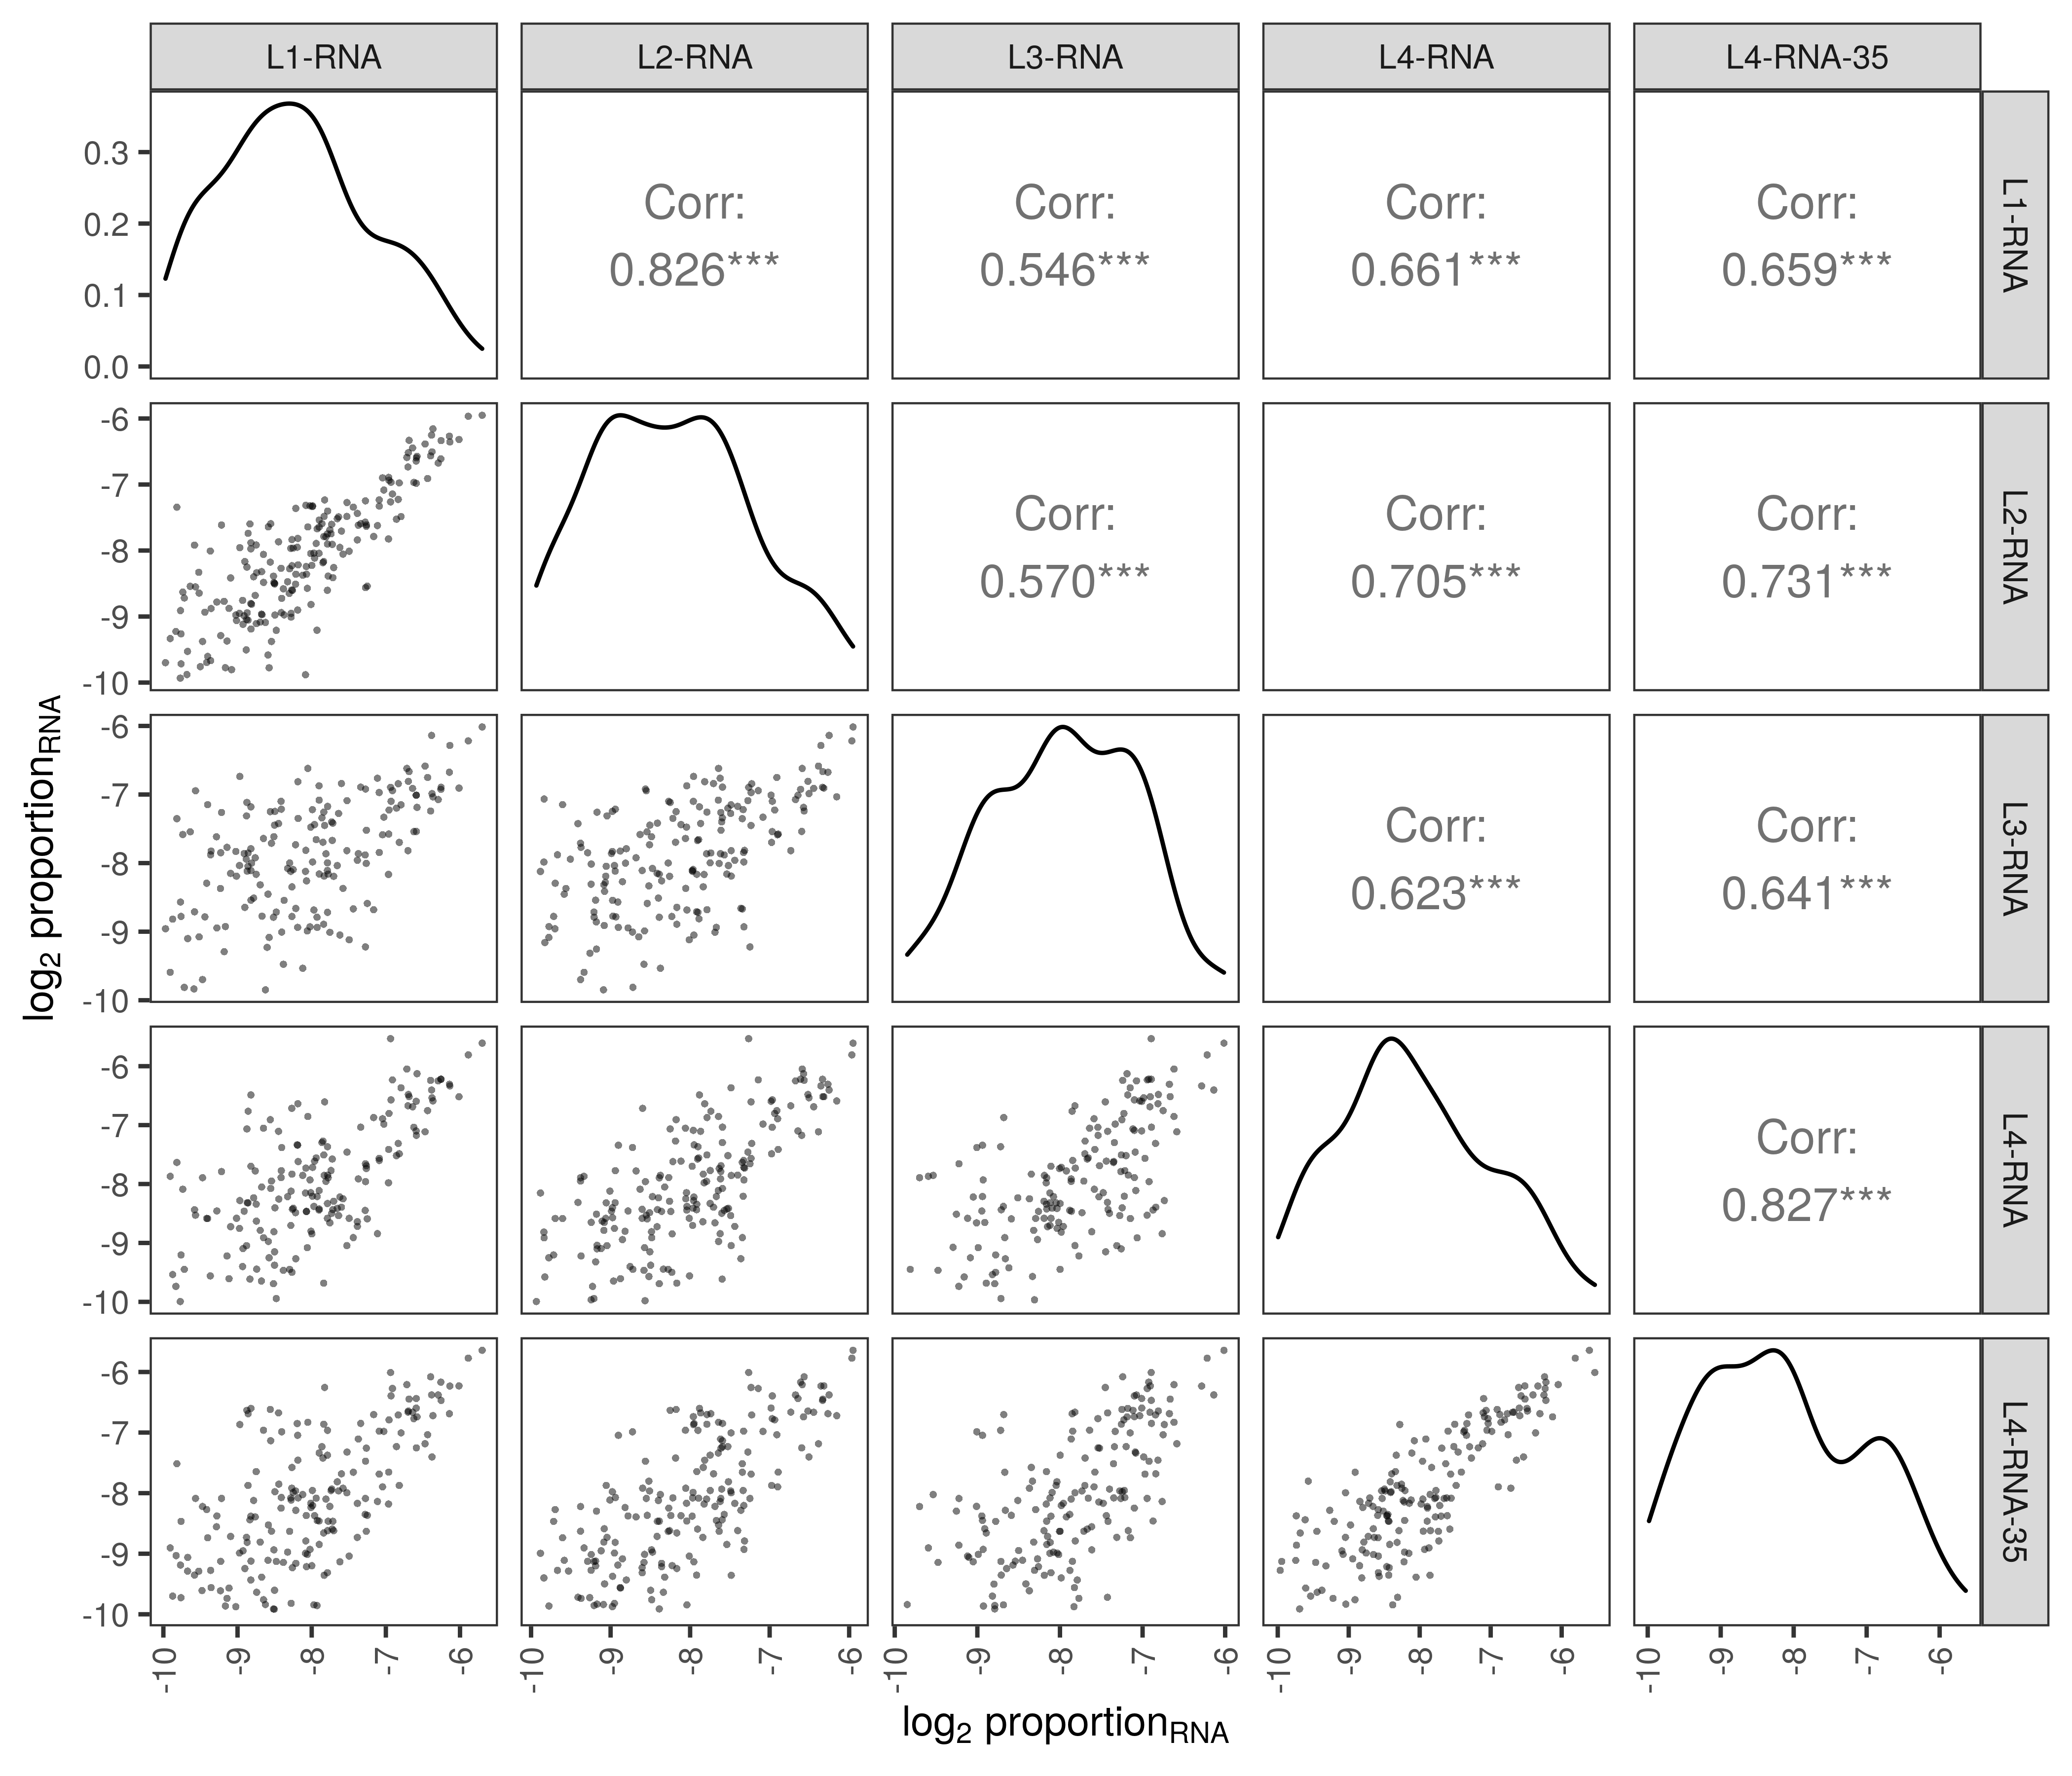 L1-RNA L2-RNA L3-RNA L4-RNA L4-RNA-35
0.3
0.2
0.1
0.0
Corr: Corr: Corr: Corr:
0.826*** 0.546*** 0.661*** 0.659***
L1-RNA
-6
-7
-8
-9
-10
Corr: Corr: Corr:
0.570*** 0.705*** 0.731***
L2-RNA
-6
-7
-8
-9
-10
Corr: Corr:
0.623*** 0.641***
L3-RNA
-6
-7
-8
-9
-10
Corr:
0.827***
L4-RNA
-6
-7
-8
-9
-10
L4-RNA-35
-10 -9 -8 -7 -6 -10 -9 -8 -7 -6 -10 -9 -8 -7 -6 -10 -9 -8 -7 -6 -10 -9 -8 -7 -6
log₂ proportionRNA
log₂ proportionRNA